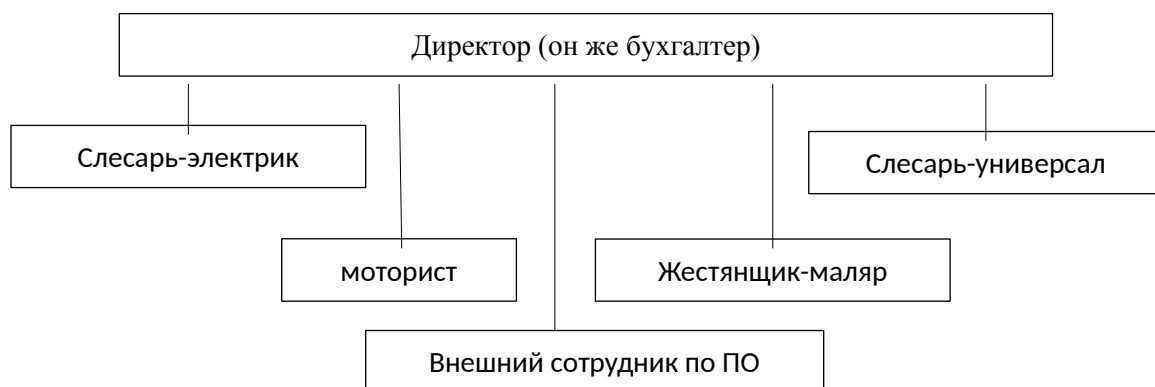 Директор (он же бухгалтер)
Слесарь-электрик
Слесарь-универсал
моторист
Жестянщик-маляр
Внешний сотрудник по ПО